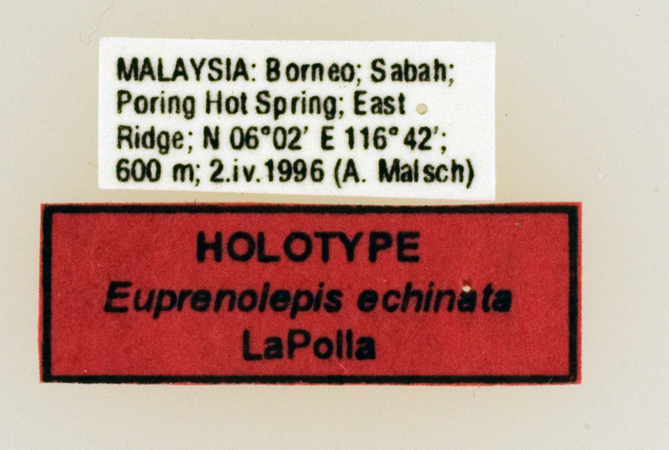 MALAYSIA: Borneo; Sabah;
Poring Hot Spring; East
Ridge; N 06°02' E 116°42';
600 m; 2.iv.1996 (A. Malsch)
HOLOTYPE
Euprenolepis echinata
LaPolla